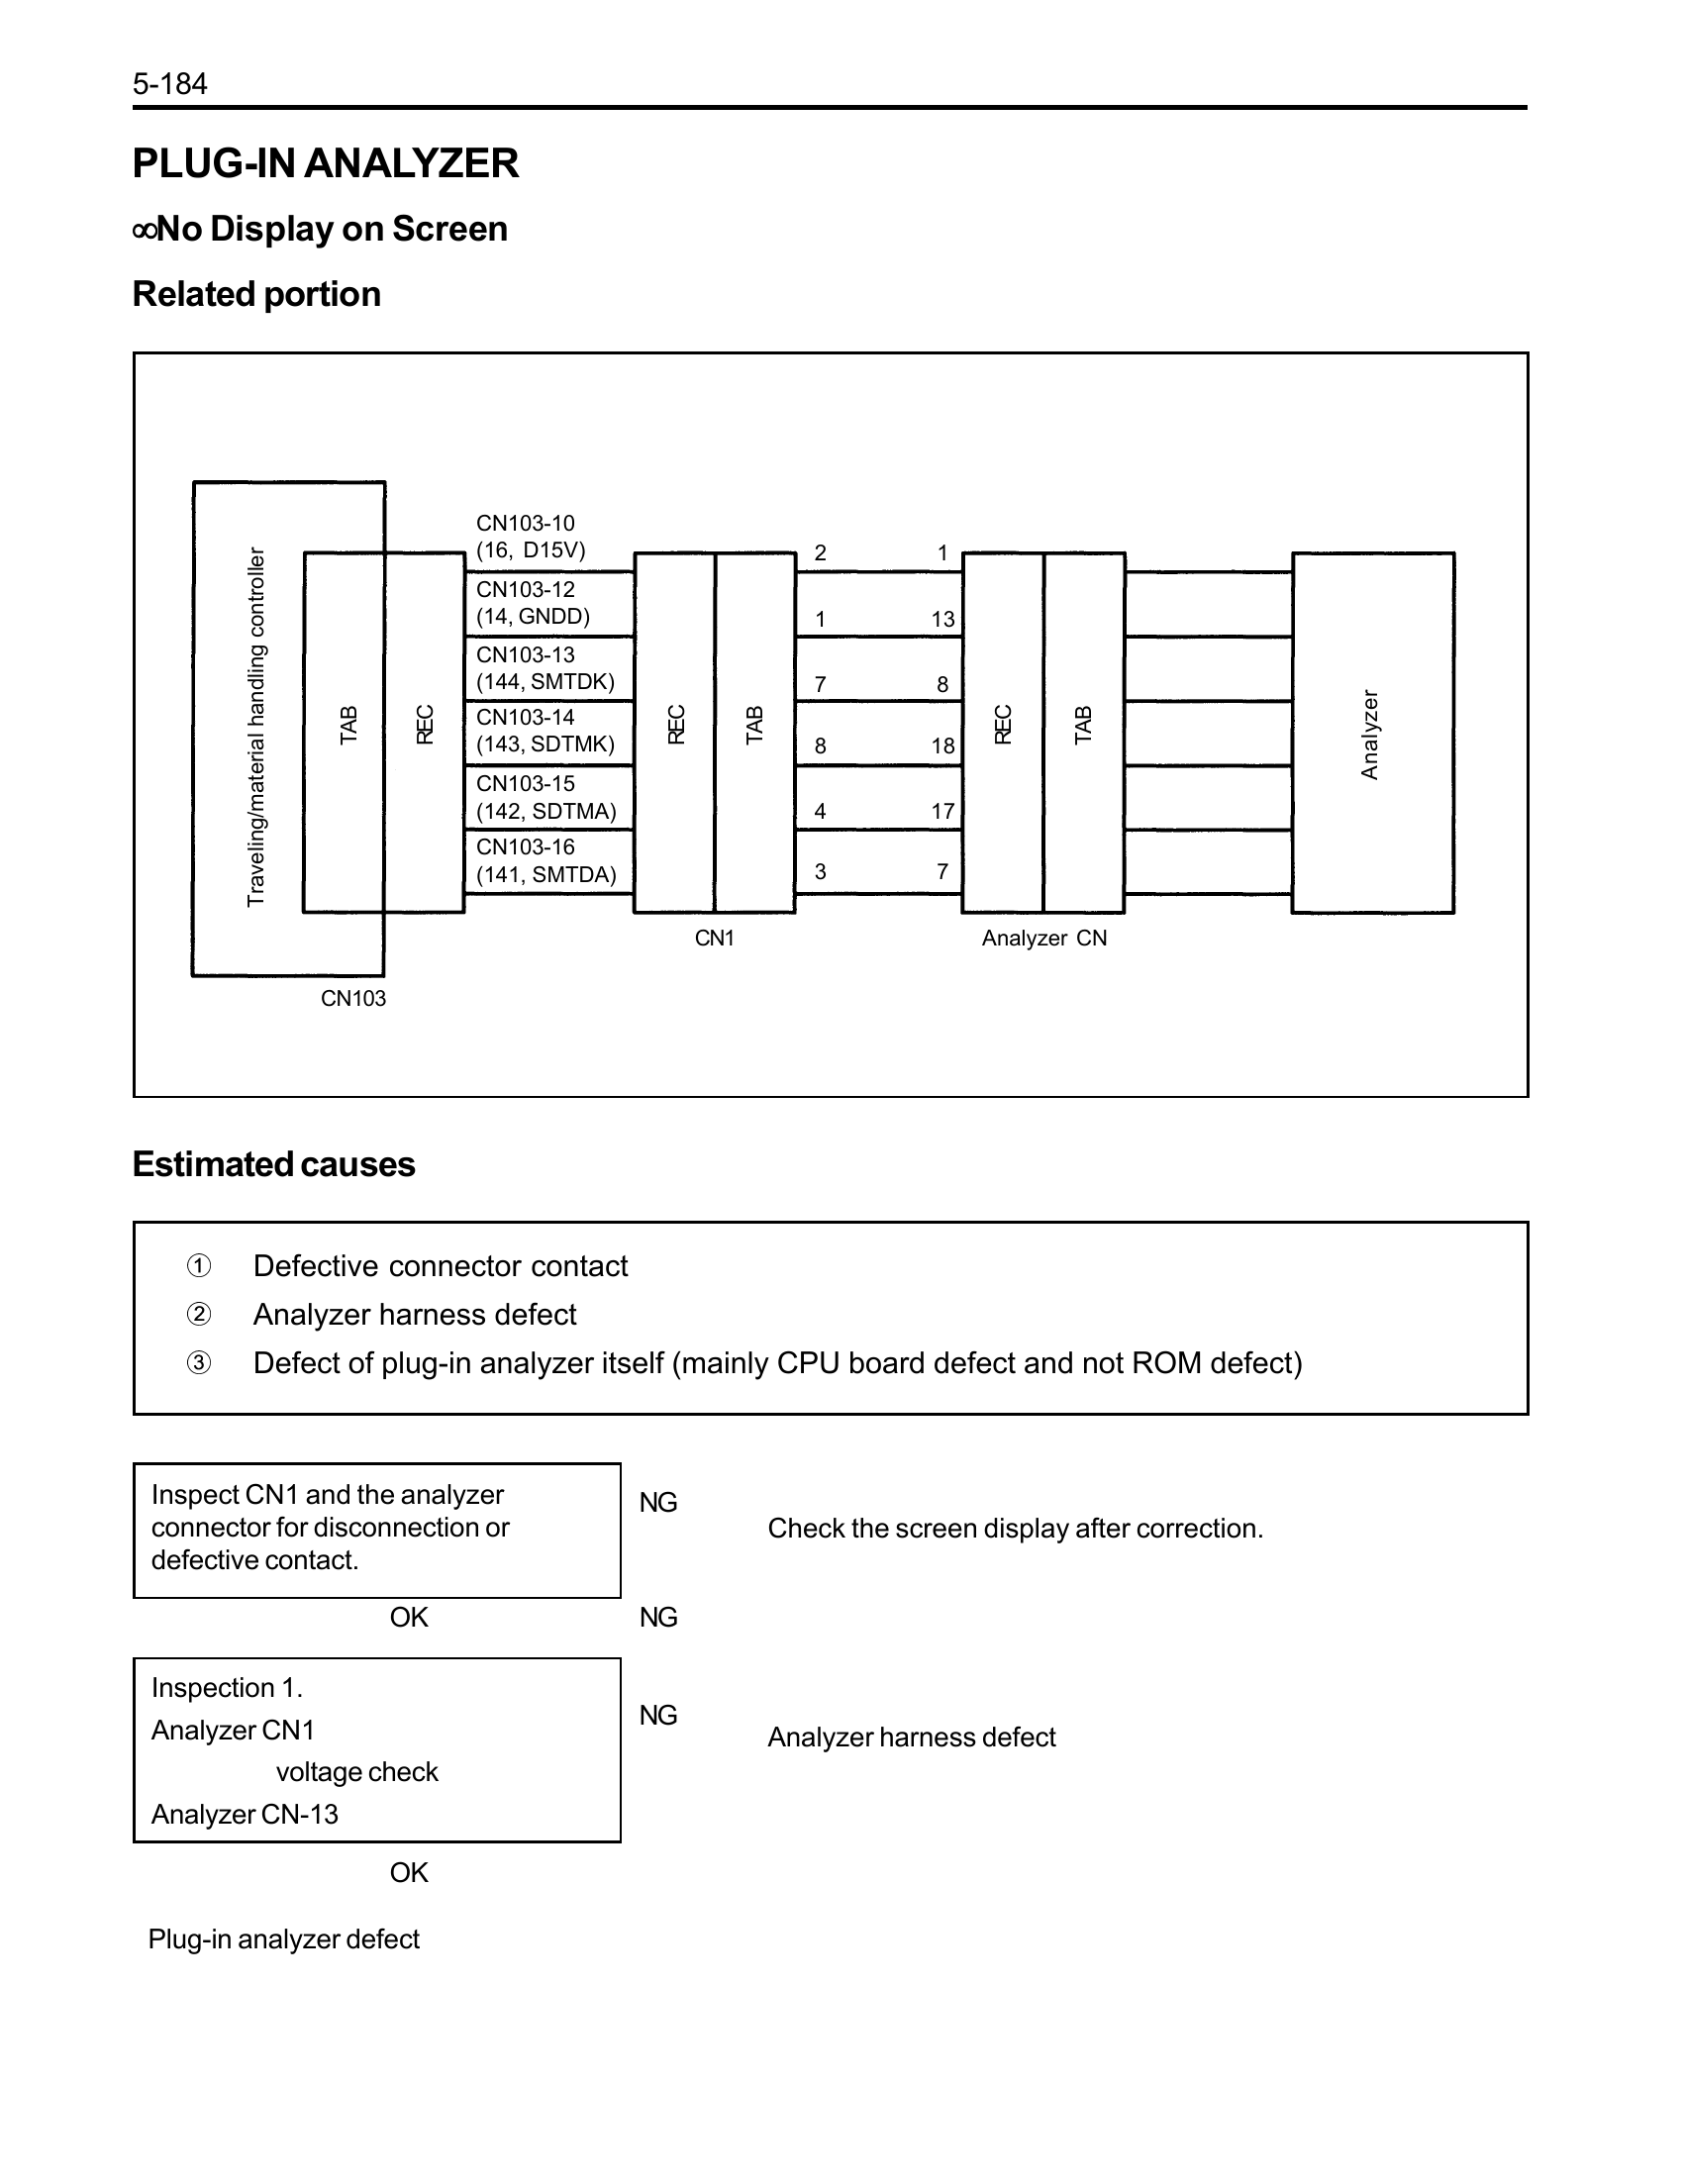 5-184
PLUG-IN ANALYZER
∞No Display on Screen
Related portion
Traveling/material handling controller
TAB
REC
CN103
CN103-10
(16, D15V)
CN103-12
(14, GNDD)
CN103-13
(144, SMTDK)
CN103-14
(143, SDTMK)
CN103-15
(142, SDTMA)
CN103-16
(141, SMTDA)
REC
TAB
CN1
2 1
1 13
7 8
8 18
4 17
3 7
REC
TAB
Analyzer CN
Analyzer
Estimated causes
① Defective connector contact
② Analyzer harness defect
③ Defect of plug-in analyzer itself (mainly CPU board defect and not ROM defect)
Inspect CN1 and the analyzer
connector for disconnection or
defective contact.
NG
Check the screen display after correction.
OK
NG
Inspection 1.
Analyzer CN1
voltage check
Analyzer CN-13
NG
Analyzer harness defect
OK
Plug-in analyzer defect